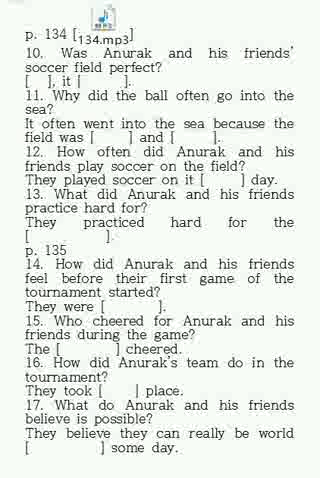 p. 134 [134.mp3]
10. Was Anurak and his friends'
soccer field perfect?
[ ], it [ ].
11. Why did the ball often go into the
sea?
It often went into the sea because the
field was [ ] and [ ].
12. How often did Anurak and his
friends play soccer on the field?
They played soccer on it [ ] day.
13. What did Anurak and his friends
practice hard for?
They practiced hard for the
[ ].
p. 135
14. How did Anurak and his friends
feel before their first game of the
tournament started?
They were [ ].
15. Who cheered for Anurak and his
friends during the game?
The [ ] cheered.
16. How did Anurak's team do in the
tournament?
They took [ ] place.
17. What do Anurak and his friends
believe is possible?
They believe they can really be world
[ ] some day.